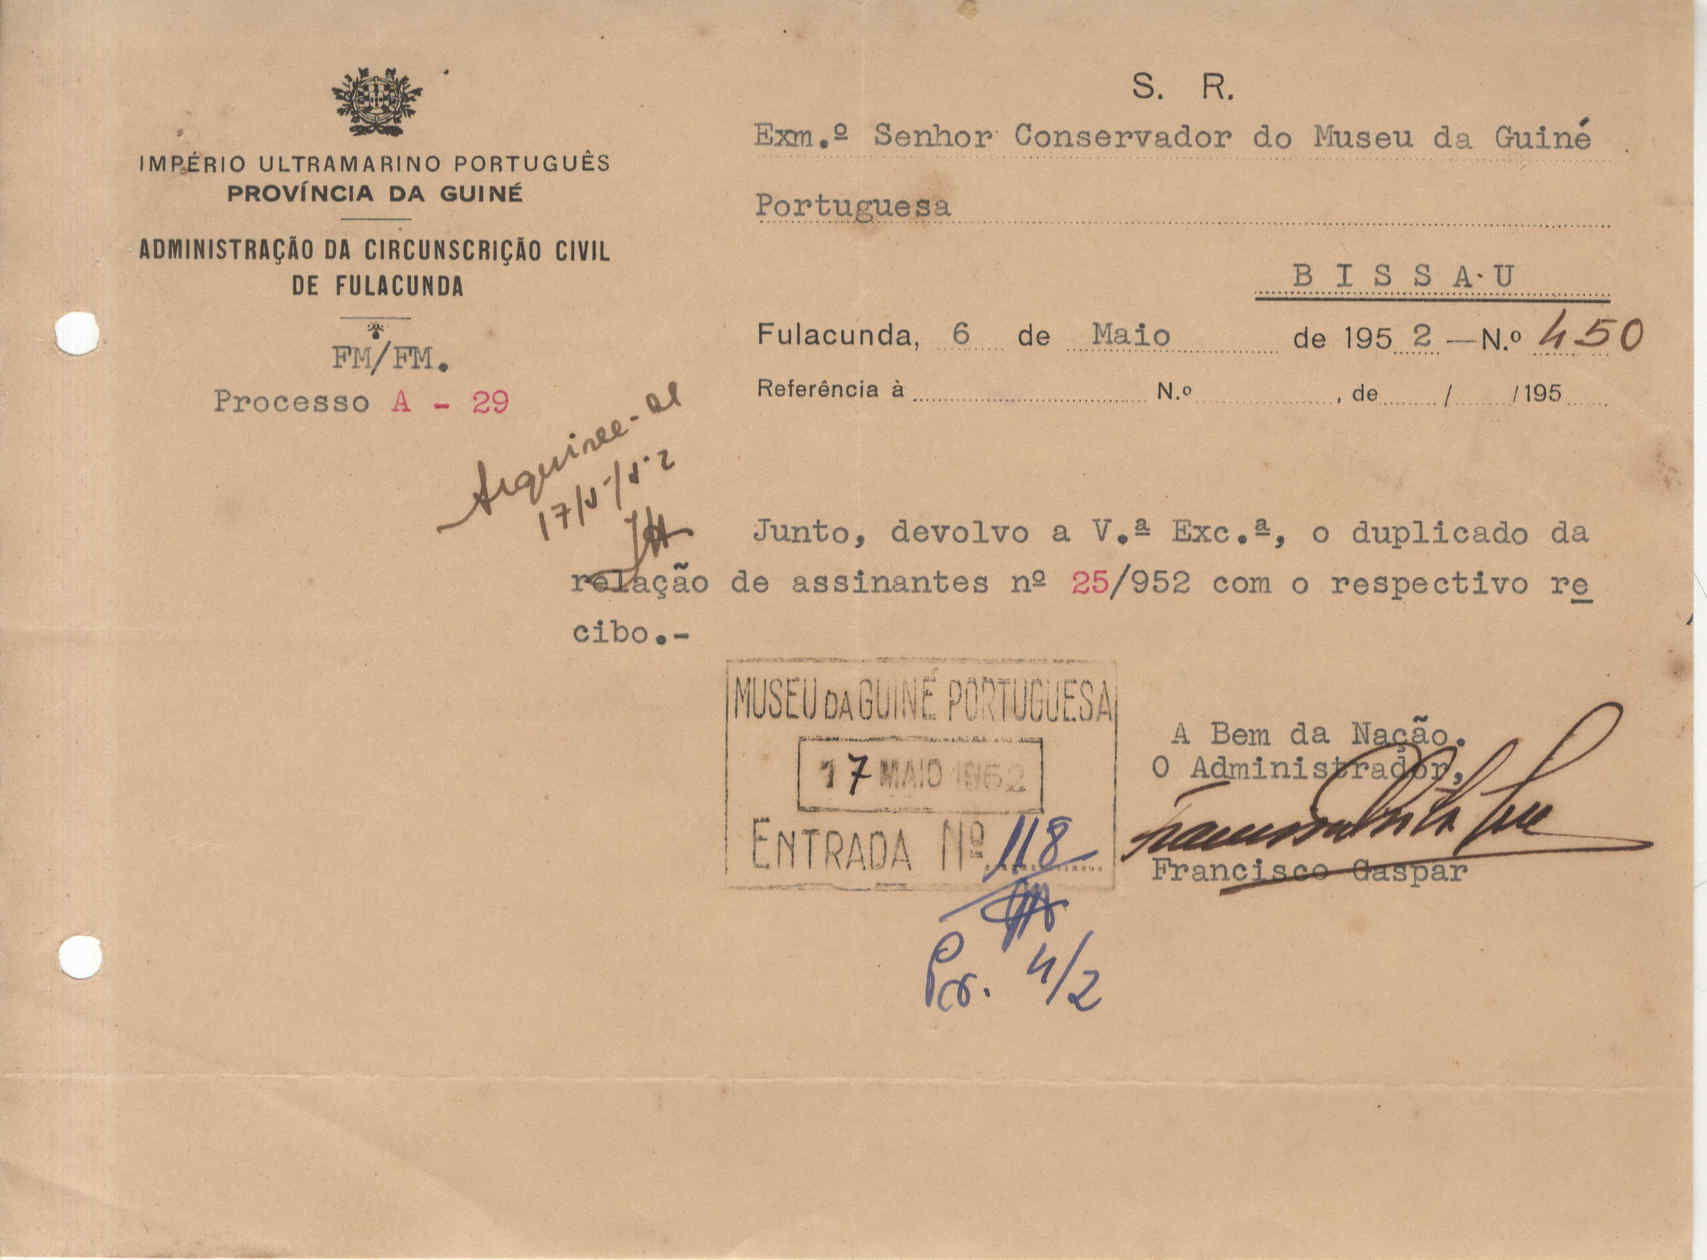 IMPÉRIO ULTRAMARINO PORTUGUÊS
PROVÍNCIA DA GUINÉ
ADMINISTRAÇÃO DA CIRCUNSCRIÇÃO CIVIL
DE FULACUNDA
FM/FM.
Processo A - 29
S. R.
Exm.º Senhor Conservador do Museu da Guiné
Portuguesa
BISSAU
Fulacunda, 6 de Maio de 1952 — N.º 450
Referência à N.º , de / /195
Arquive-se
17/5/52
Junto, devolvo a V.ª Exc.ª, o duplicado da
relação de assinantes nº 25/952 com o respectivo re
cibo.-
MUSEU DA GUINÉ PORTUGUESA
17 MAIO 1952
ENTRADA Nº 118
Pr. 4/2
A Bem da Nação.
O Administrador,
Francisco Gaspar